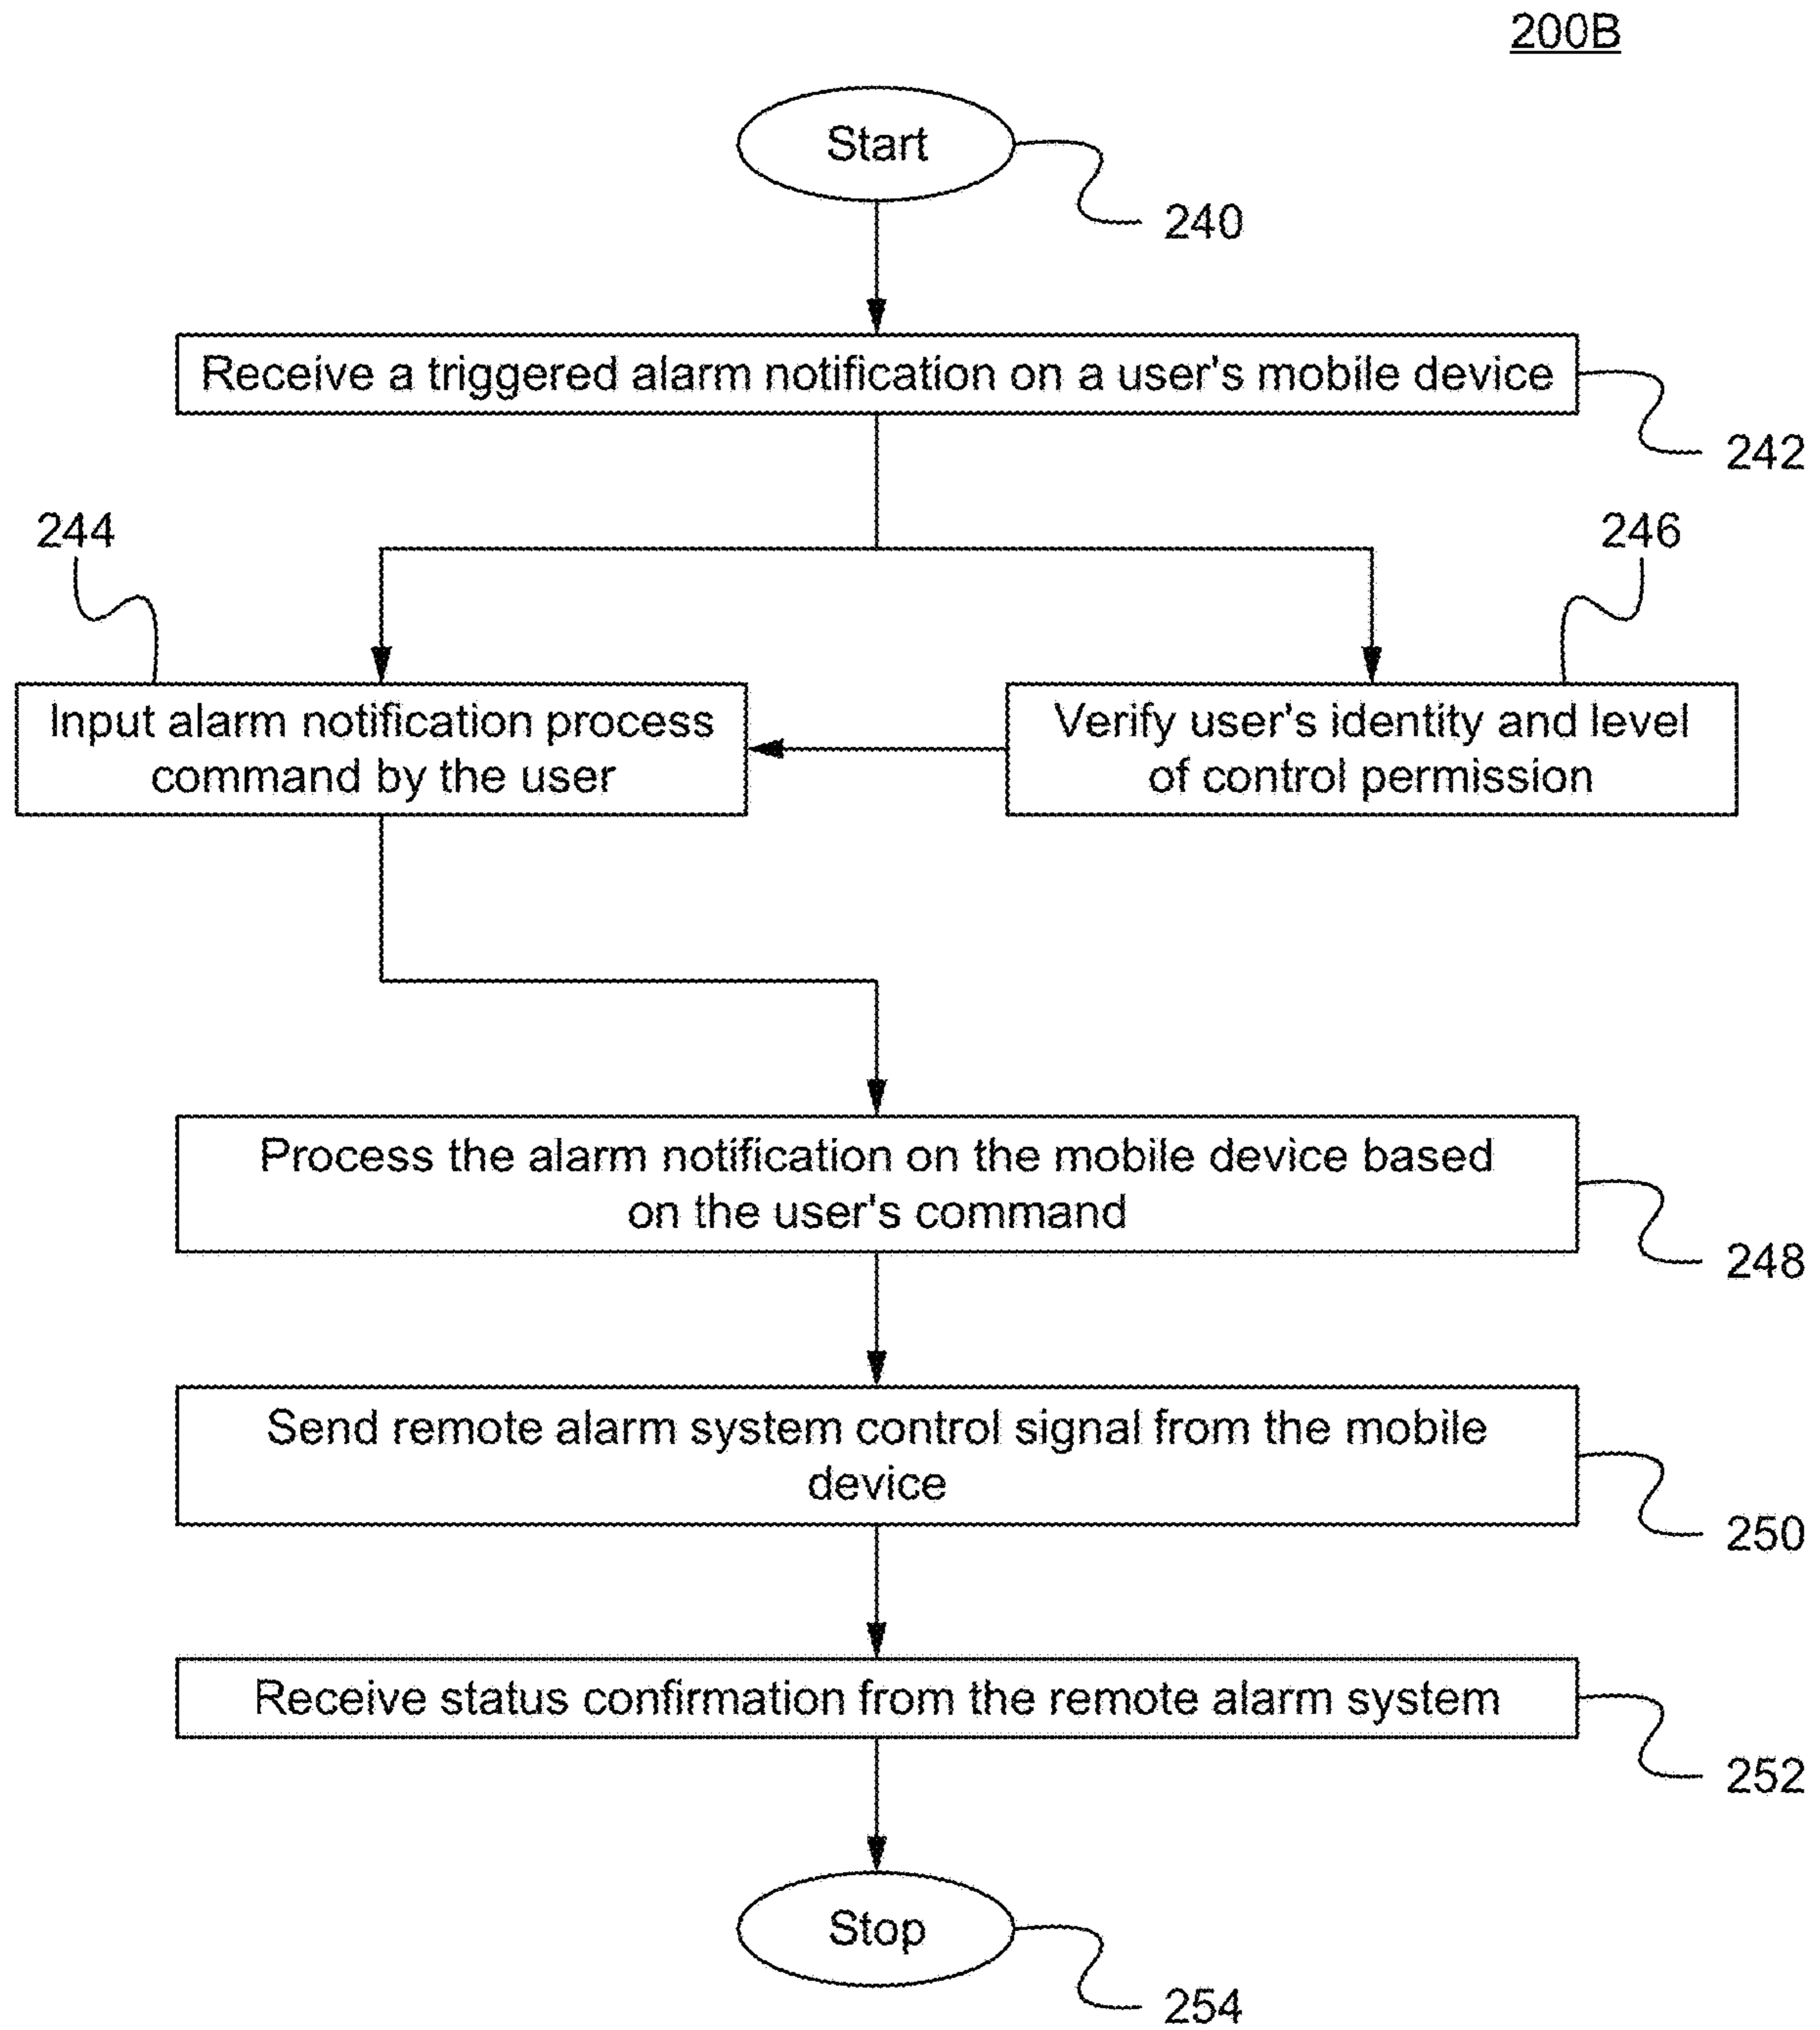 200B
Start
240
Receive a triggered alarm notification on a user's mobile device
242
244
246
Input alarm notification process
command by the user
Verify user's identity and level
of control permission
Process the alarm notification on the mobile device based
on the user's command
248
Send remote alarm system control signal from the mobile
device
250
Receive status confirmation from the remote alarm system
252
Stop
254